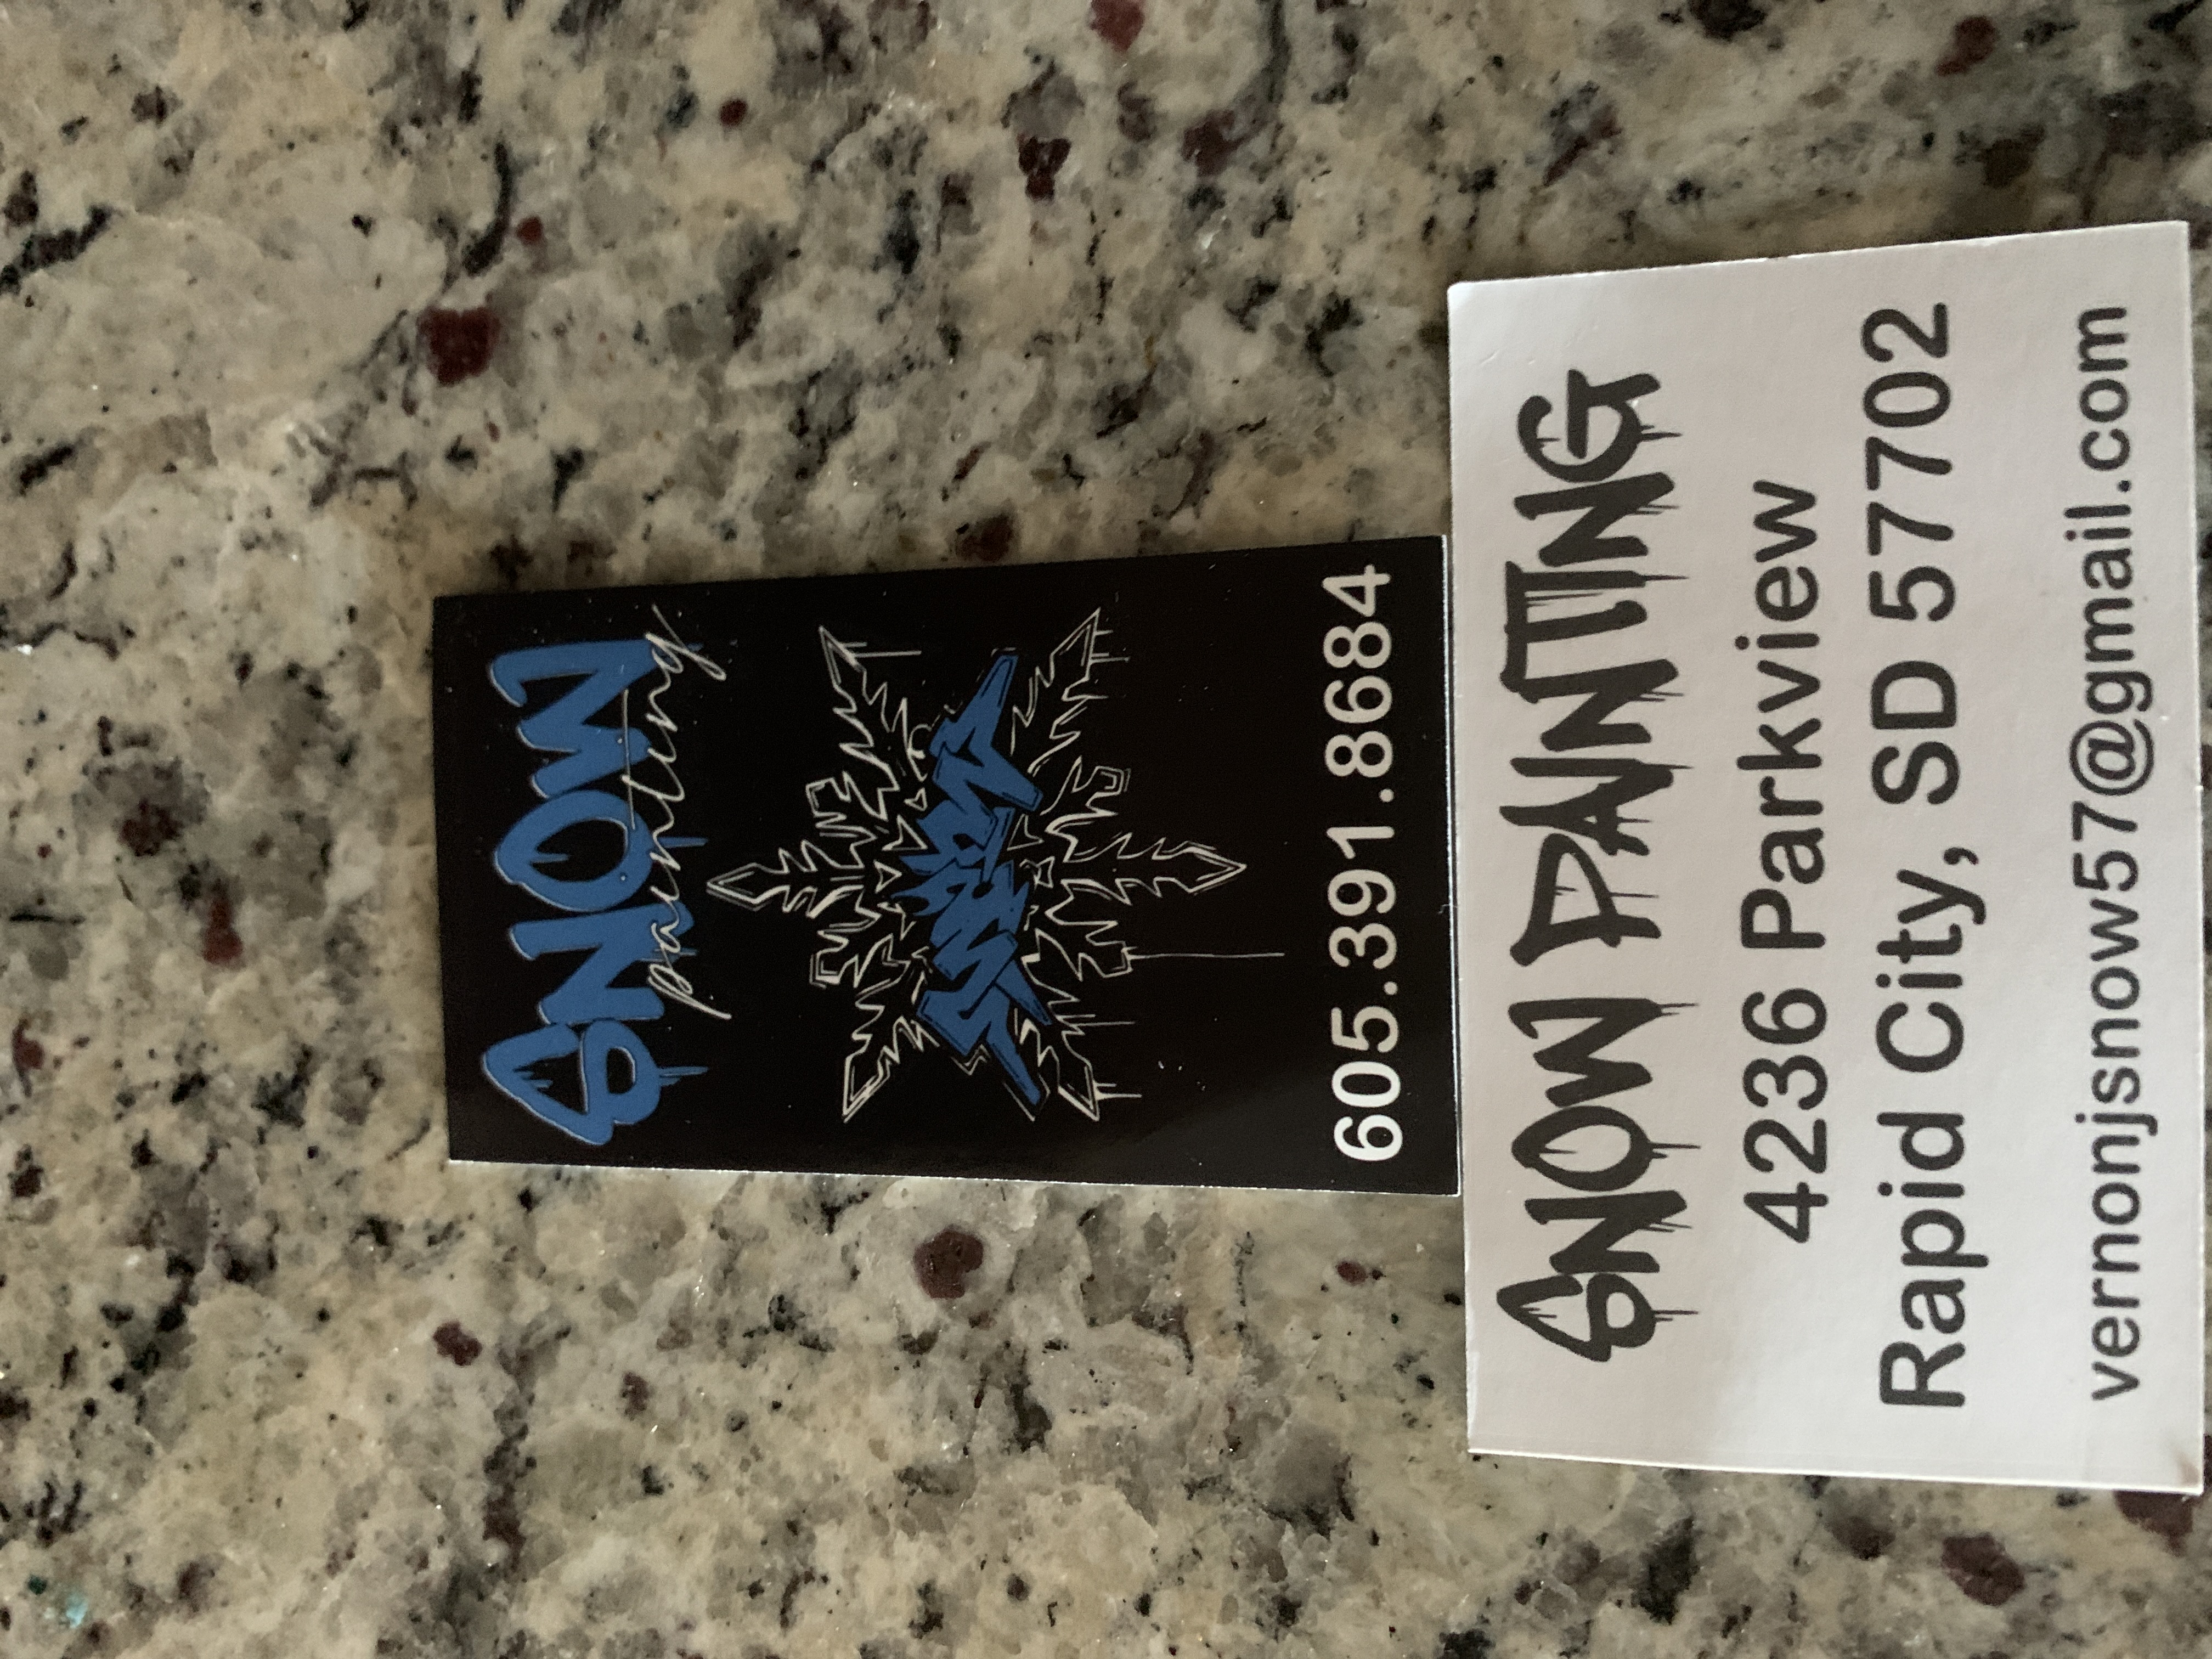 SNOW
painting
605.391.8684
SNOW PAINTING
4236 Parkview
Rapid City, SD 57702
vernonjsnow57@gmail.com